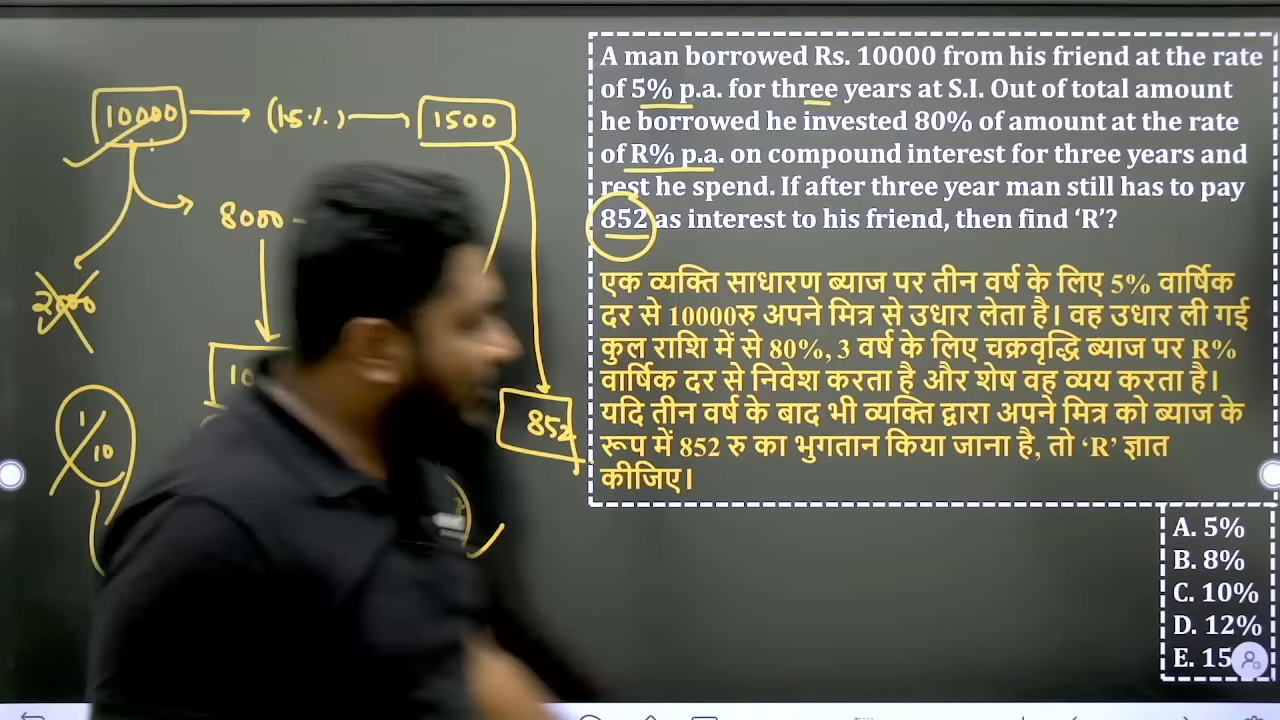 A man borrowed Rs. 10000 from his friend at the rate
of 5% p.a. for three years at S.I. Out of total amount
he borrowed he invested 80% of amount at the rate
of R% p.a. on compound interest for three years and
rest he spend. If after three year man still has to pay
852 as interest to his friend, then find ‘R’?
एक व्यक्ति साधारण ब्याज पर तीन वर्ष के लिए 5% वार्षिक
दर से 10000रु अपने मित्र से उधार लेता है। वह उधार ली गई
कुल राशि में से 80%, 3 वर्ष के लिए चक्रवृद्धि ब्याज पर R%
वार्षिक दर से निवेश करता है और शेष वह व्यय करता है।
यदि तीन वर्ष के बाद भी व्यक्ति द्वारा अपने मित्र को ब्याज के
रूप में 852 रु का भुगतान किया जाना है, तो ‘R’ ज्ञात
कीजिए।
A. 5%
B. 8%
C. 10%
D. 12%
E. 15
10000 (15%) 1500
8000
2000
10
852
1/10